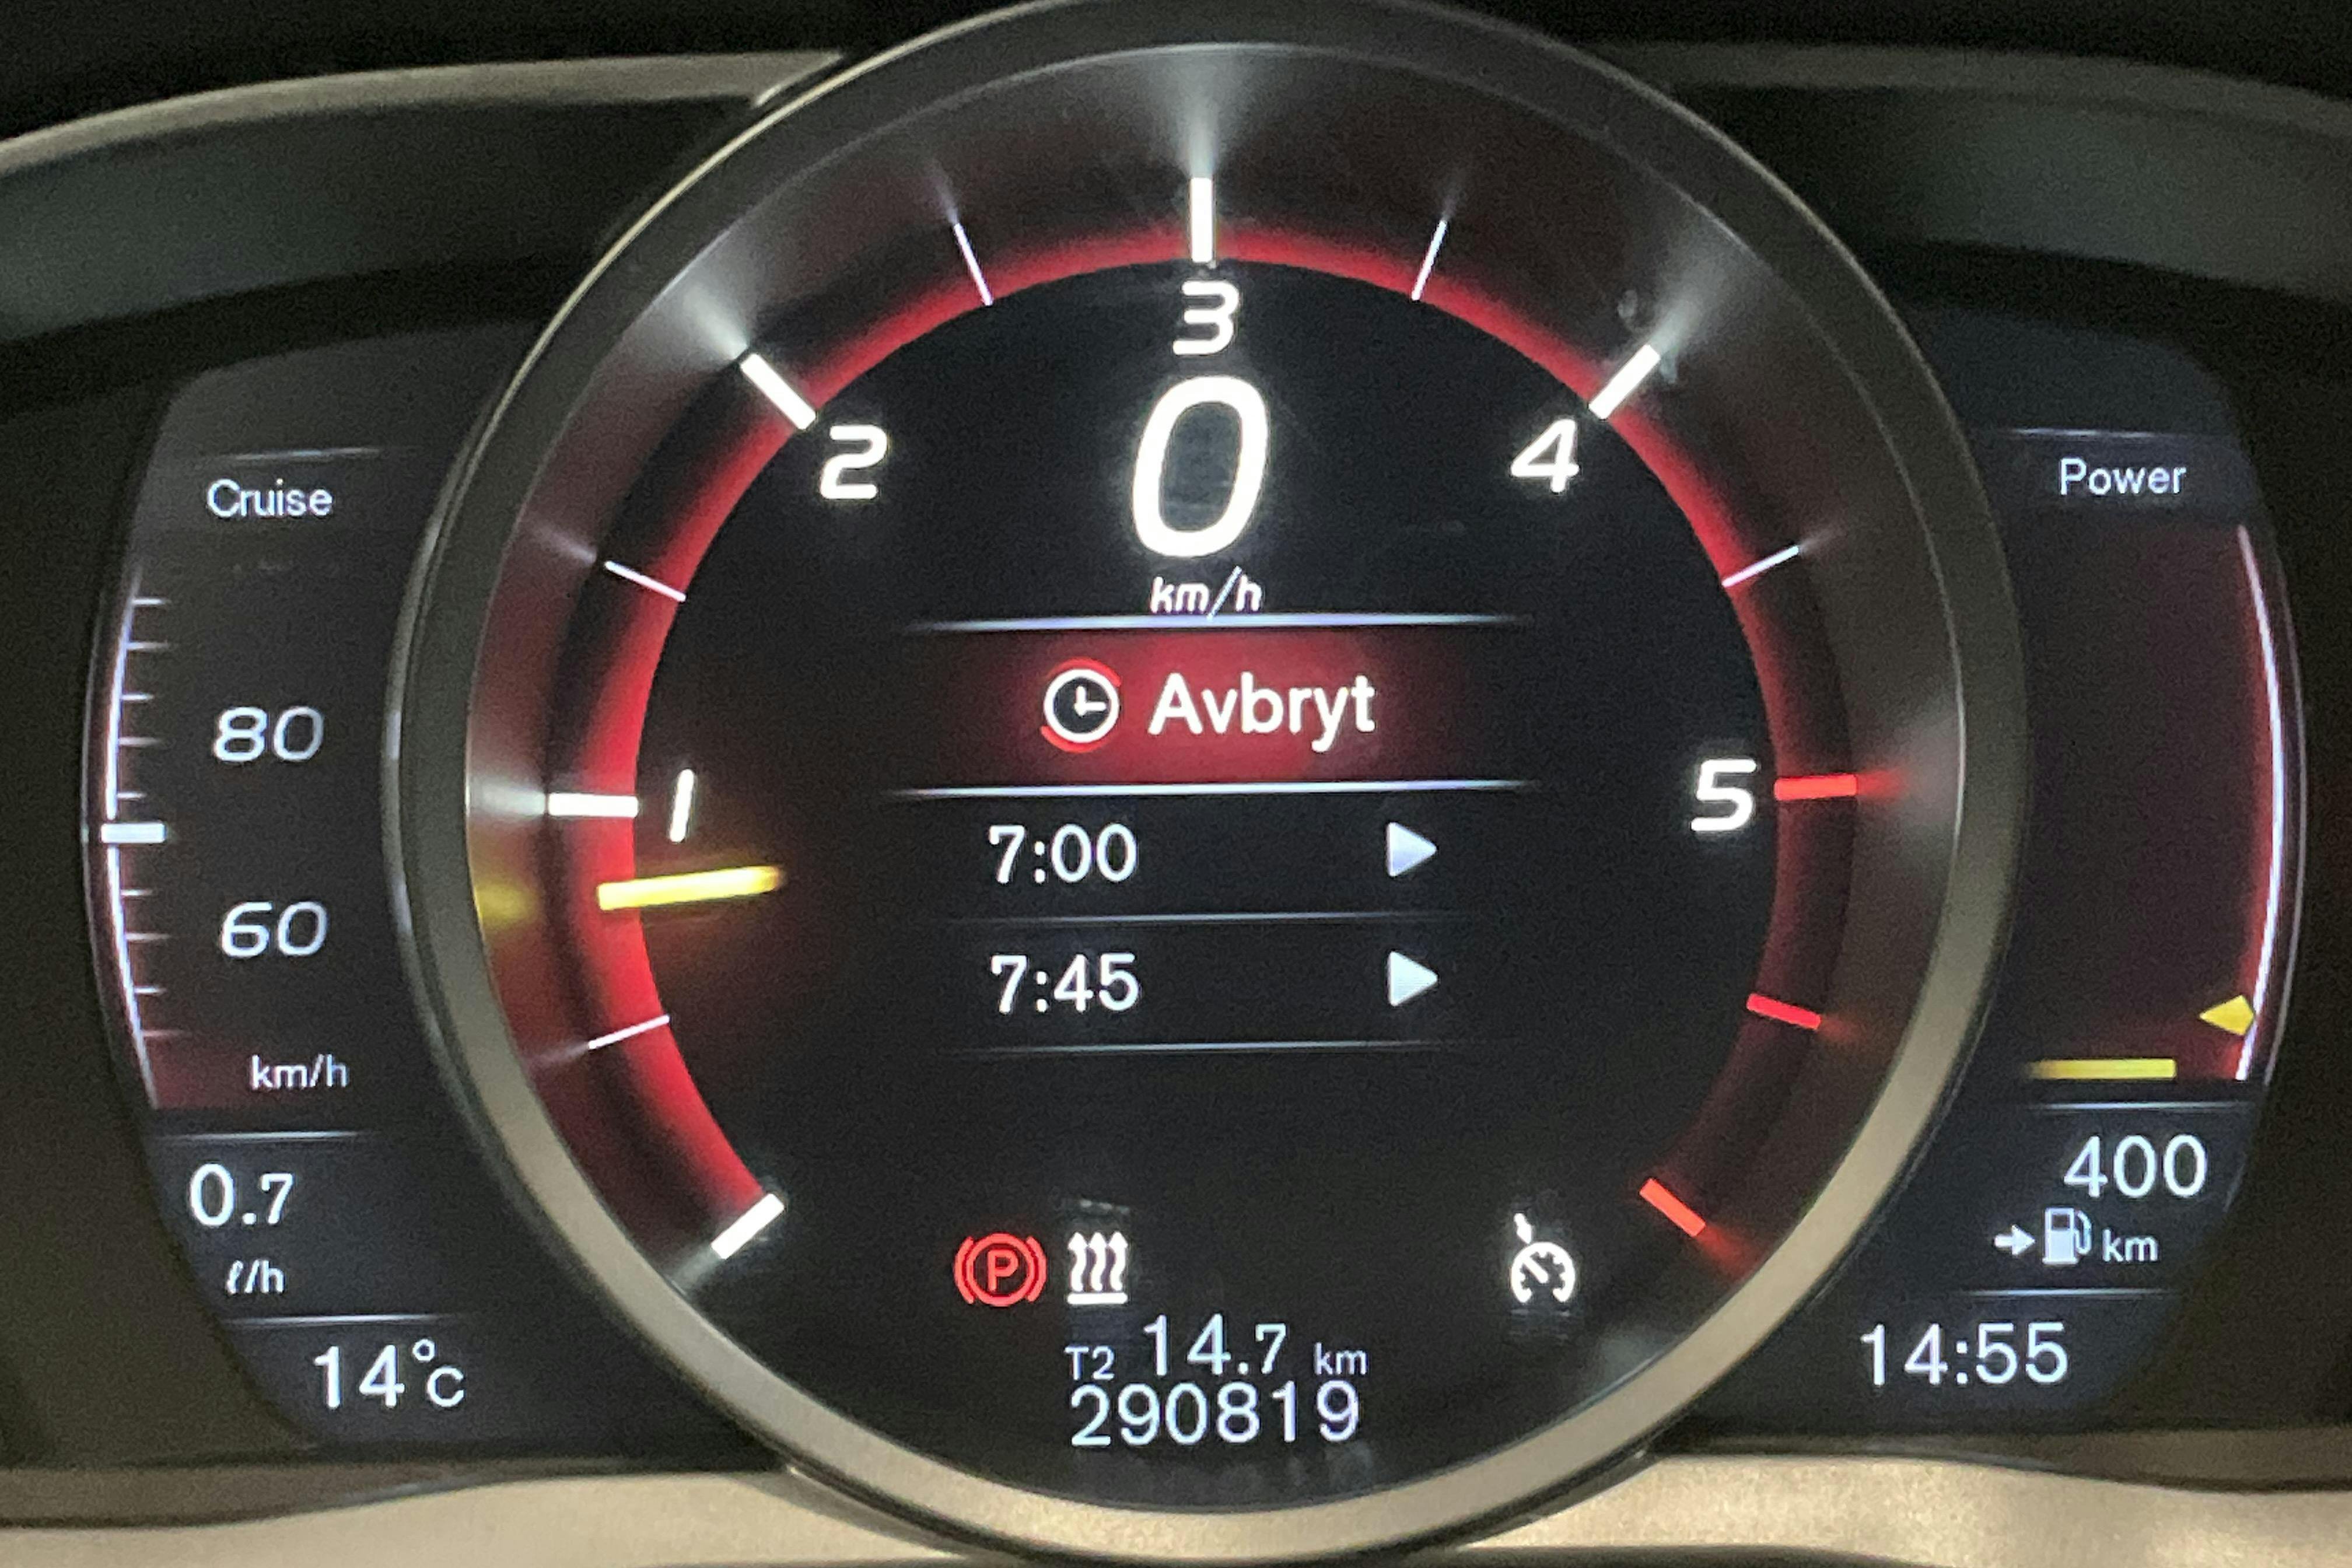 Cruise
80
60
km/h
0.7
ℓ/h
14°c
1
2
3
4
5
0
km/h
Avbryt
7:00
7:45
P
T2 14.7 km
290819
Power
400
km
14:55